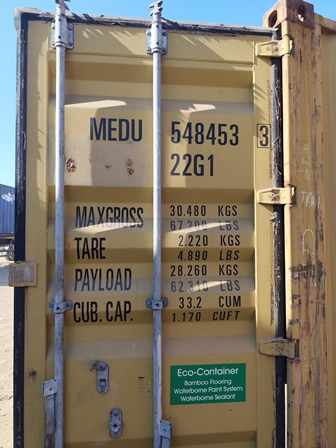 MEDU 548453 3
22G1
MAXGROSS 30.480 KGS
67.200 LBS
TARE 2.220 KGS
4.890 LBS
PAYLOAD 28.260 KGS
62.310 LBS
CUB. CAP. 33.2 CUM
1.170 CUFT
Eco-Container
Bamboo Flooring
Waterborne Paint System
Waterborne Sealant